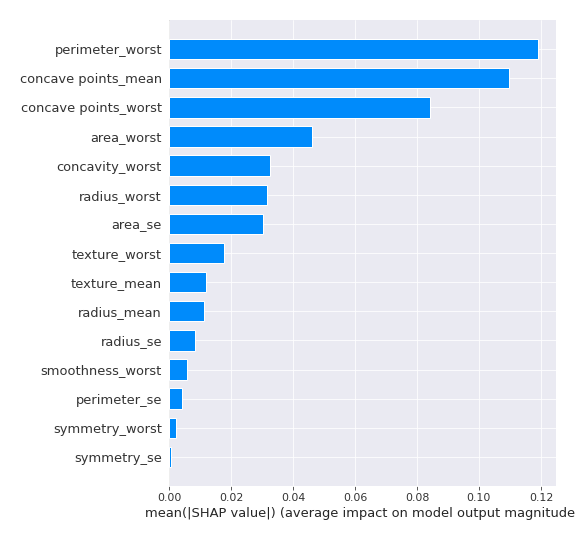 perimeter_worst
concave points_mean
concave points_worst
area_worst
concavity_worst
radius_worst
area_se
texture_worst
texture_mean
radius_mean
radius_se
smoothness_worst
perimeter_se
symmetry_worst
symmetry_se
0.00 0.02 0.04 0.06 0.08 0.10 0.12
mean(|SHAP value|) (average impact on model output magnitude